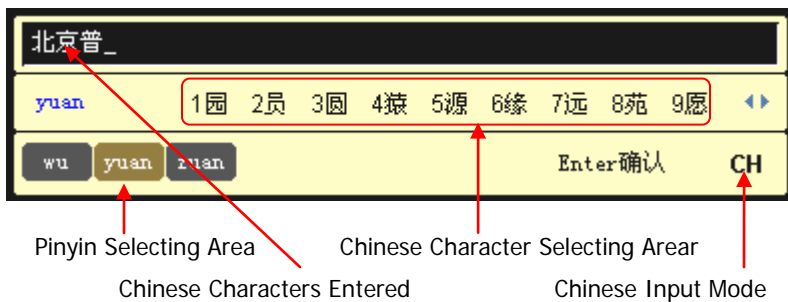 北京普_
yuan 1园 2员 3圆 4猿 5源 6缘 7远 8苑 9愿
wu yuan ruan Enter确认 CH
Pinyin Selecting Area Chinese Character Selecting Arear
Chinese Characters Entered Chinese Input Mode